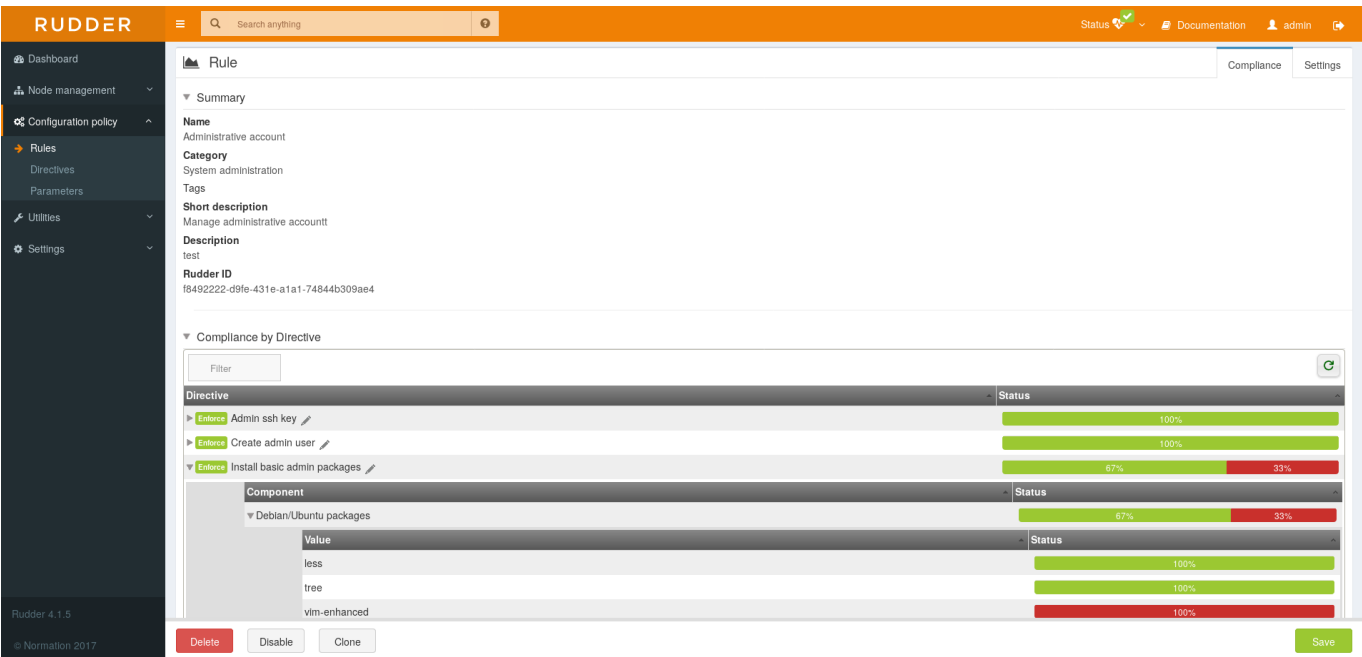 RUDDER
Search anything
Status
Documentation
admin
Dashboard
Node management
Configuration policy
Rules
Directives
Parameters
Utilities
Settings
Rudder 4.1.5
© Normation 2017
Rule
Compliance
Settings
Summary
Name
Administrative account
Category
System administration
Tags
Short description
Manage administrative accountt
Description
test
Rudder ID
f8492222-d9fe-431e-a1a1-74844b309ae4
Compliance by Directive
Filter
Directive Status
Enforce Admin ssh key 100%
Enforce Create admin user 100%
Enforce Install basic admin packages 67% 33%
Component Status
Debian/Ubuntu packages 67% 33%
Value Status
less 100%
tree 100%
vim-enhanced 100%
Delete Disable Clone Save